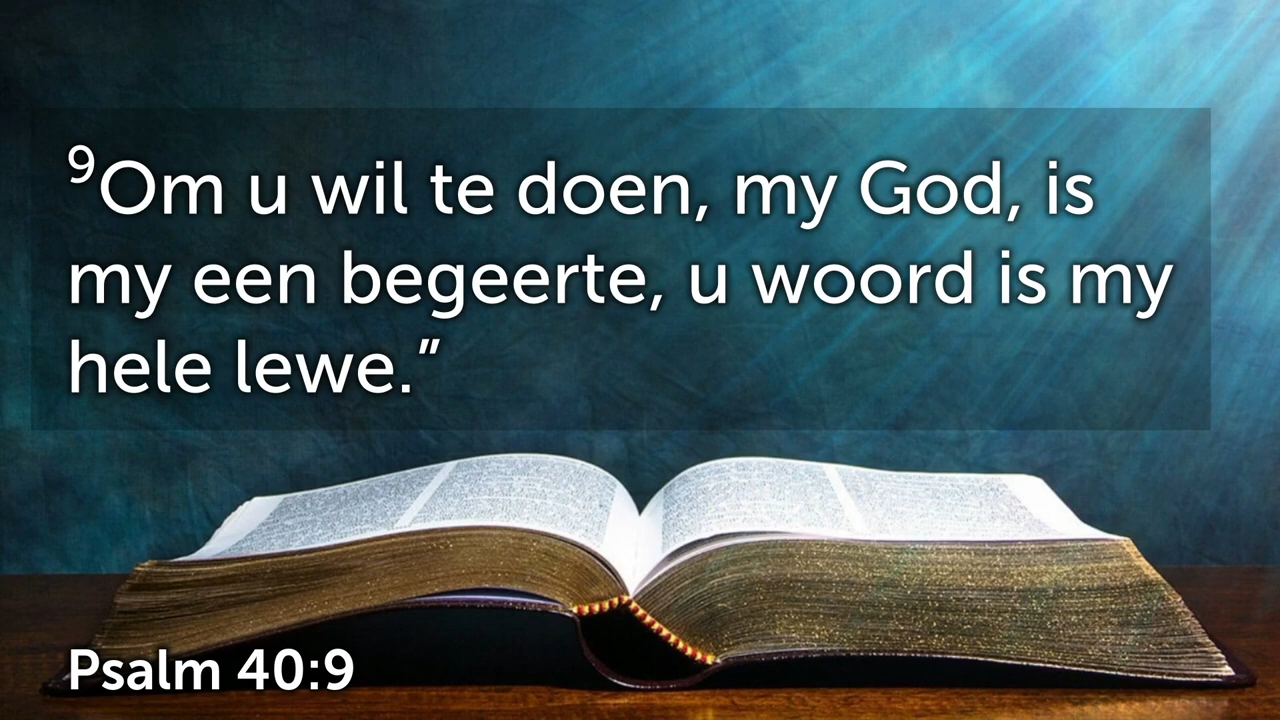 ⁹Om u wil te doen, my God, is
my een begeerte, u woord is my
hele lewe.”
Psalm 40:9